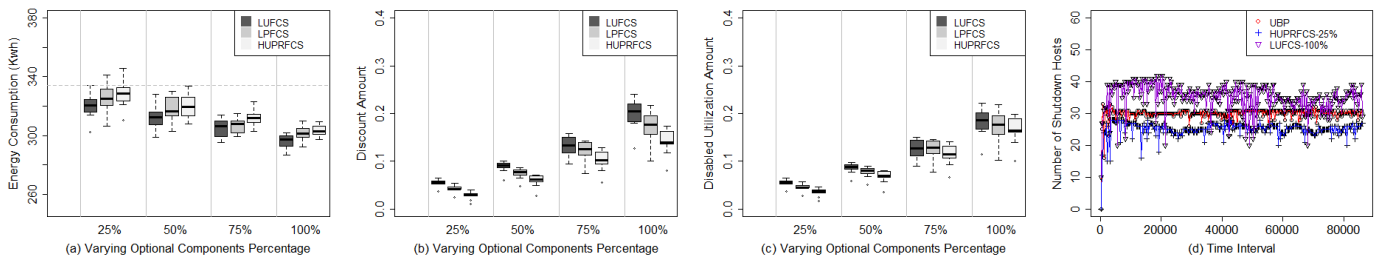 Energy Consumption (Kwh)
380
340
300
260
LUFCS
LPFCS
HUPRFCS
25%
50%
75%
100%
(a) Varying Optional Components Percentage
Discount Amount
0.4
0.3
0.2
0.1
0.0
LUFCS
LPFCS
HUPRFCS
25%
50%
75%
100%
(b) Varying Optional Components Percentage
Disabled Utilization Amount
0.4
0.3
0.2
0.1
0.0
LUFCS
LPFCS
HUPRFCS
25%
50%
75%
100%
(c) Varying Optional Components Percentage
Number of Shutdown Hosts
60
50
40
30
20
10
0
UBP
HUPRFCS-25%
LUFCS-100%
0
20000
40000
60000
80000
(d) Time Interval